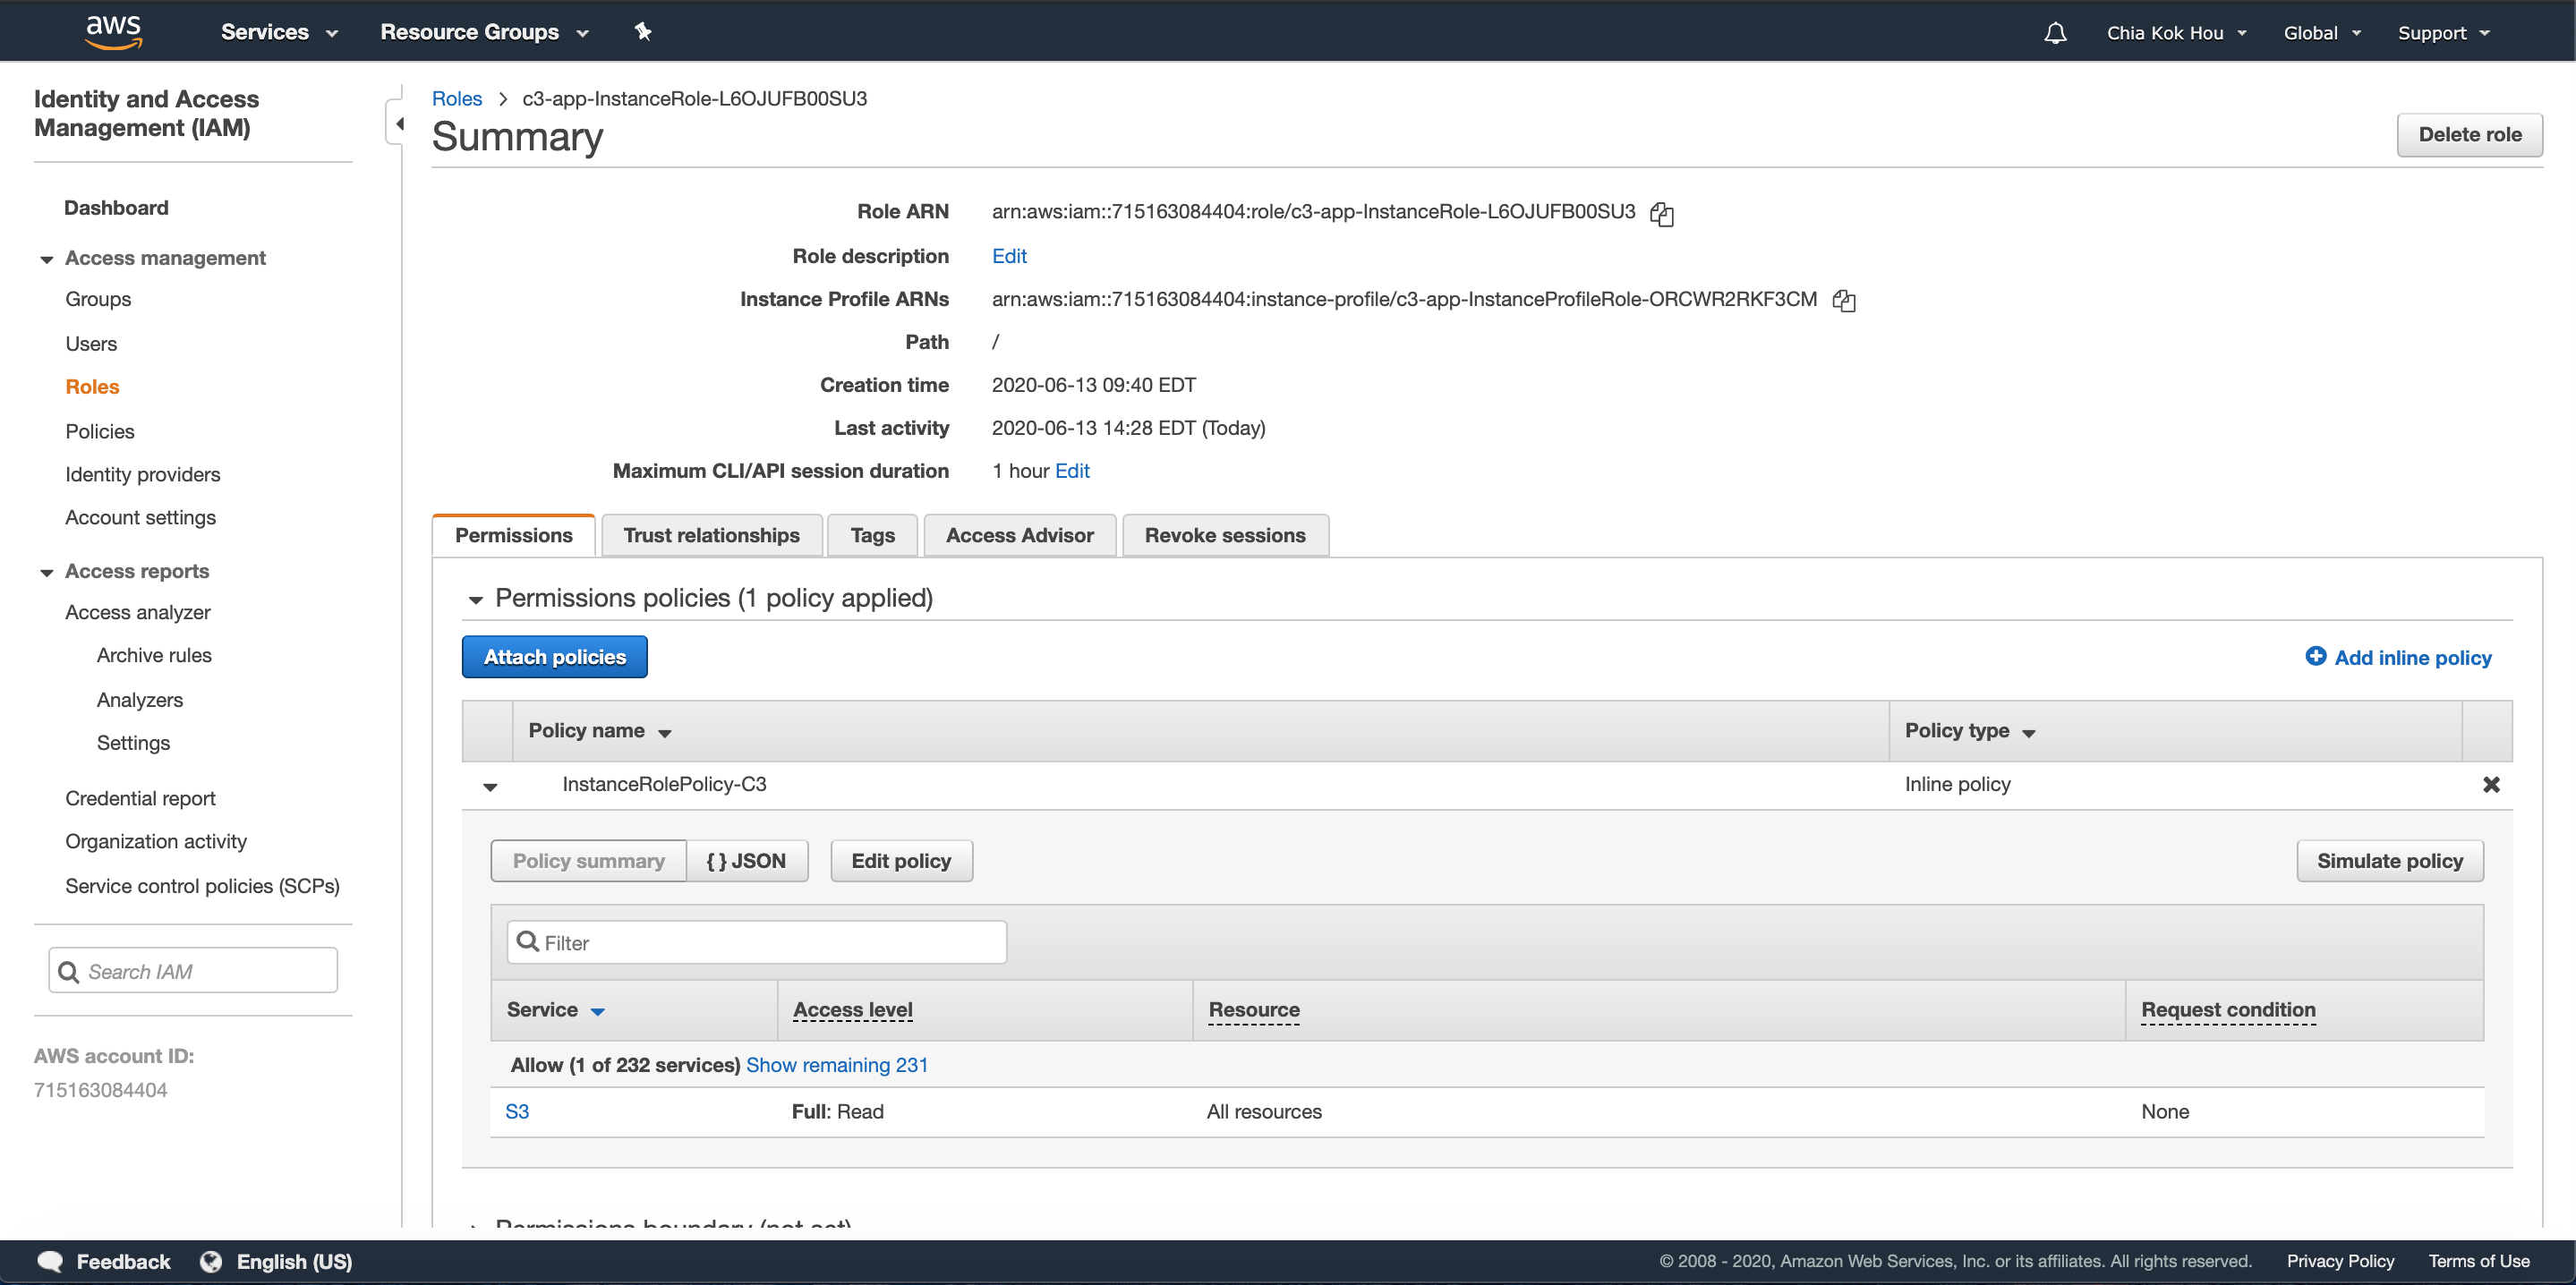 aws
Services
Resource Groups
Chia Kok Hou
Global
Support
Identity and Access
Management (IAM)
Dashboard
Access management
Groups
Users
Roles
Policies
Identity providers
Account settings
Access reports
Access analyzer
Archive rules
Analyzers
Settings
Credential report
Organization activity
Service control policies (SCPs)
Search IAM
AWS account ID:
715163084404
Roles > c3-app-InstanceRole-L6OJUFB00SU3
Summary
Delete role
Role ARN arn:aws:iam::715163084404:role/c3-app-InstanceRole-L6OJUFB00SU3
Role description Edit
Instance Profile ARNs arn:aws:iam::715163084404:instance-profile/c3-app-InstanceProfileRole-ORCWR2RKF3CM
Path /
Creation time 2020-06-13 09:40 EDT
Last activity 2020-06-13 14:28 EDT (Today)
Maximum CLI/API session duration 1 hour Edit
Permissions
Trust relationships
Tags
Access Advisor
Revoke sessions
Permissions policies (1 policy applied)
Attach policies
Add inline policy
Policy name
Policy type
InstanceRolePolicy-C3
Inline policy
Policy summary
{ } JSON
Edit policy
Simulate policy
Filter
Service
Access level
Resource
Request condition
Allow (1 of 232 services) Show remaining 231
S3
Full: Read
All resources
None
Permissions boundary (not set)
Feedback
English (US)
© 2008 - 2020, Amazon Web Services, Inc. or its affiliates. All rights reserved.
Privacy Policy
Terms of Use